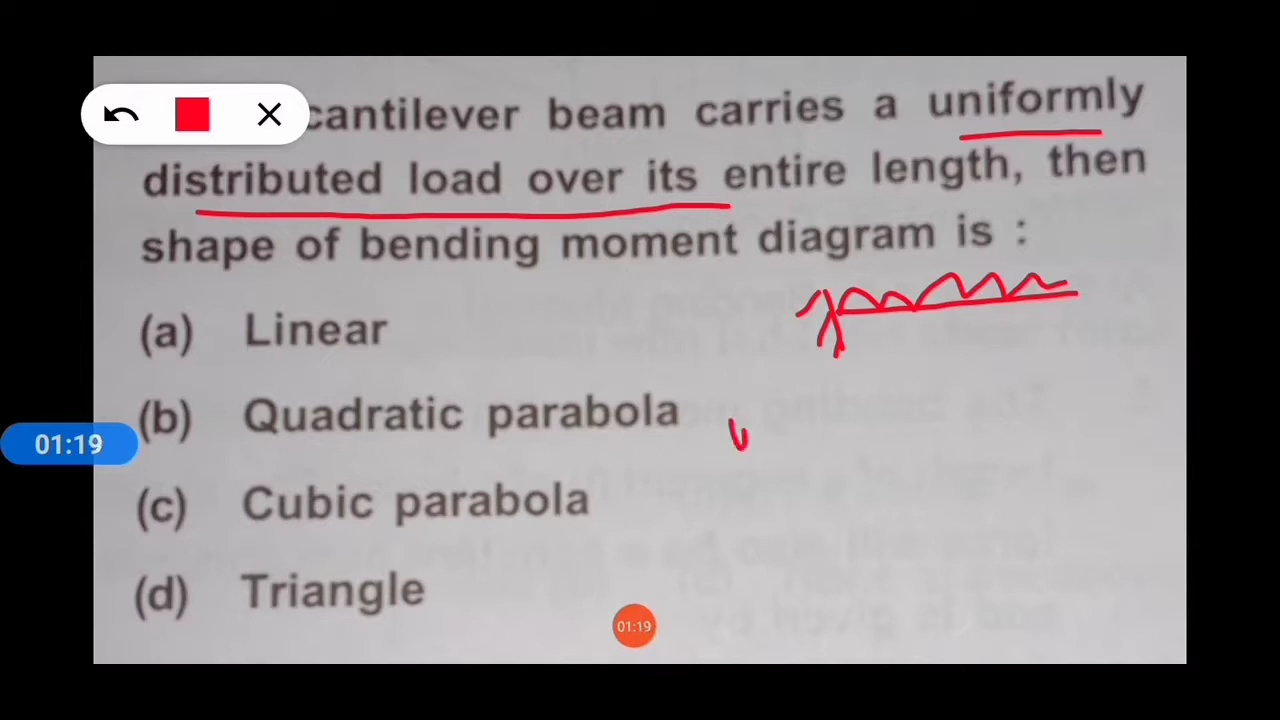 cantilever beam carries a uniformly
distributed load over its entire length, then
shape of bending moment diagram is :
(a) Linear
(b) Quadratic parabola
01:19
(c) Cubic parabola
(d) Triangle
01:19